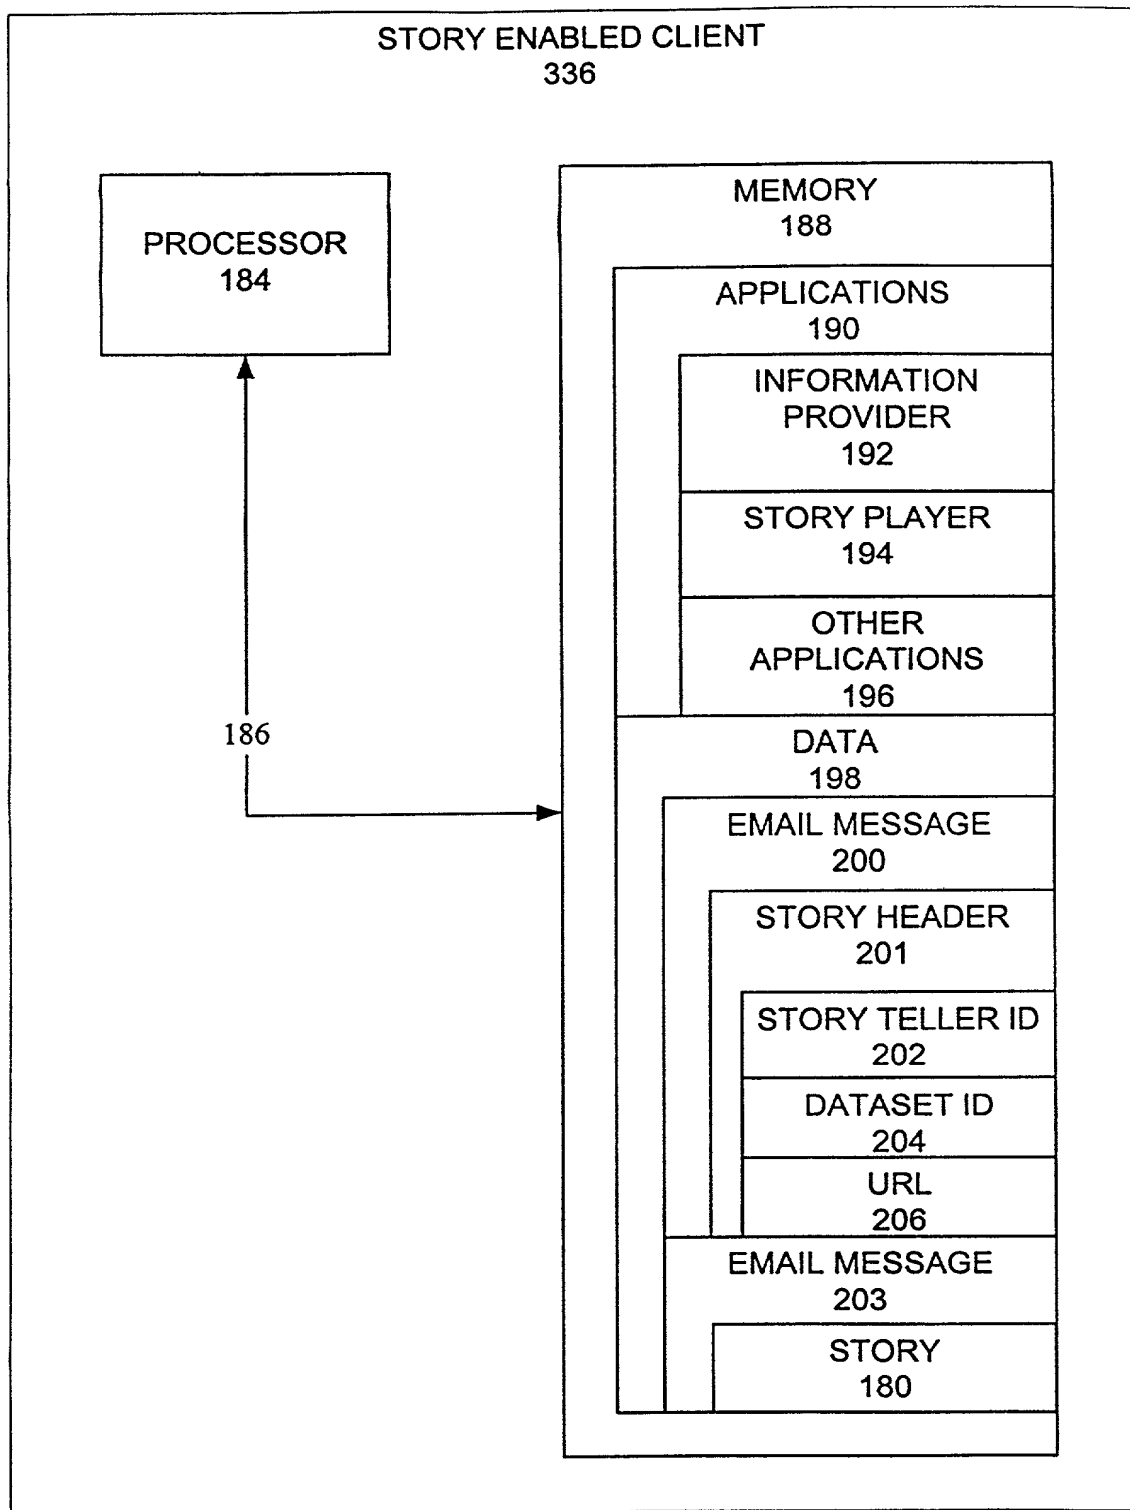 STORY ENABLED CLIENT
336
PROCESSOR
184
186
MEMORY
188
APPLICATIONS
190
INFORMATION
PROVIDER
192
STORY PLAYER
194
OTHER
APPLICATIONS
196
DATA
198
EMAIL MESSAGE
200
STORY HEADER
201
STORY TELLER ID
202
DATASET ID
204
URL
206
EMAIL MESSAGE
203
STORY
180